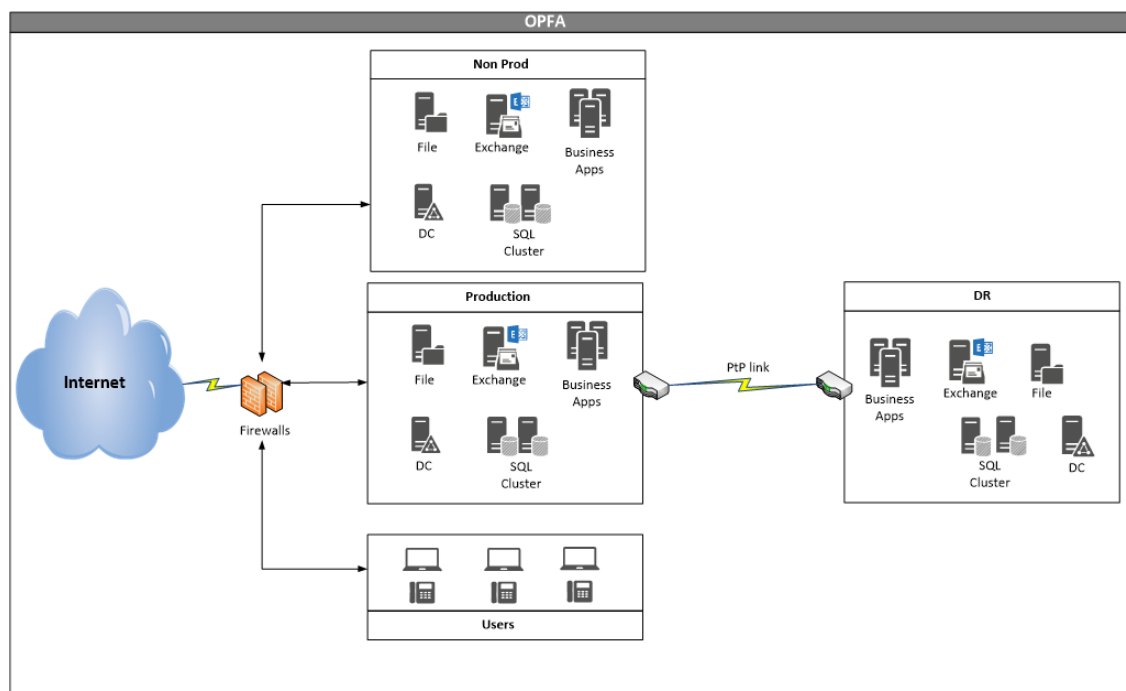 OPFA
Non Prod
File
Exchange
Business
Apps
DC
SQL
Cluster
Internet
Firewalls
Production
File
Exchange
Business
Apps
DC
SQL
Cluster
PtP link
DR
Business
Apps
Exchange
File
SQL
Cluster
DC
Users